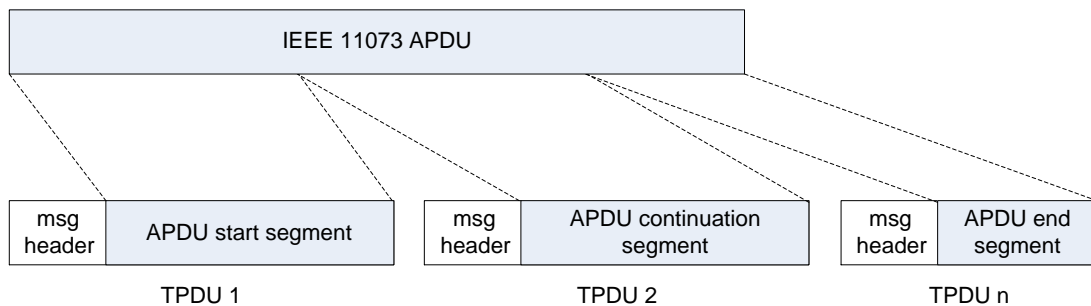 IEEE 11073 APDU
msg
header
APDU start segment
msg
header
APDU continuation
segment
msg
header
APDU end
segment
TPDU 1
TPDU 2
TPDU n